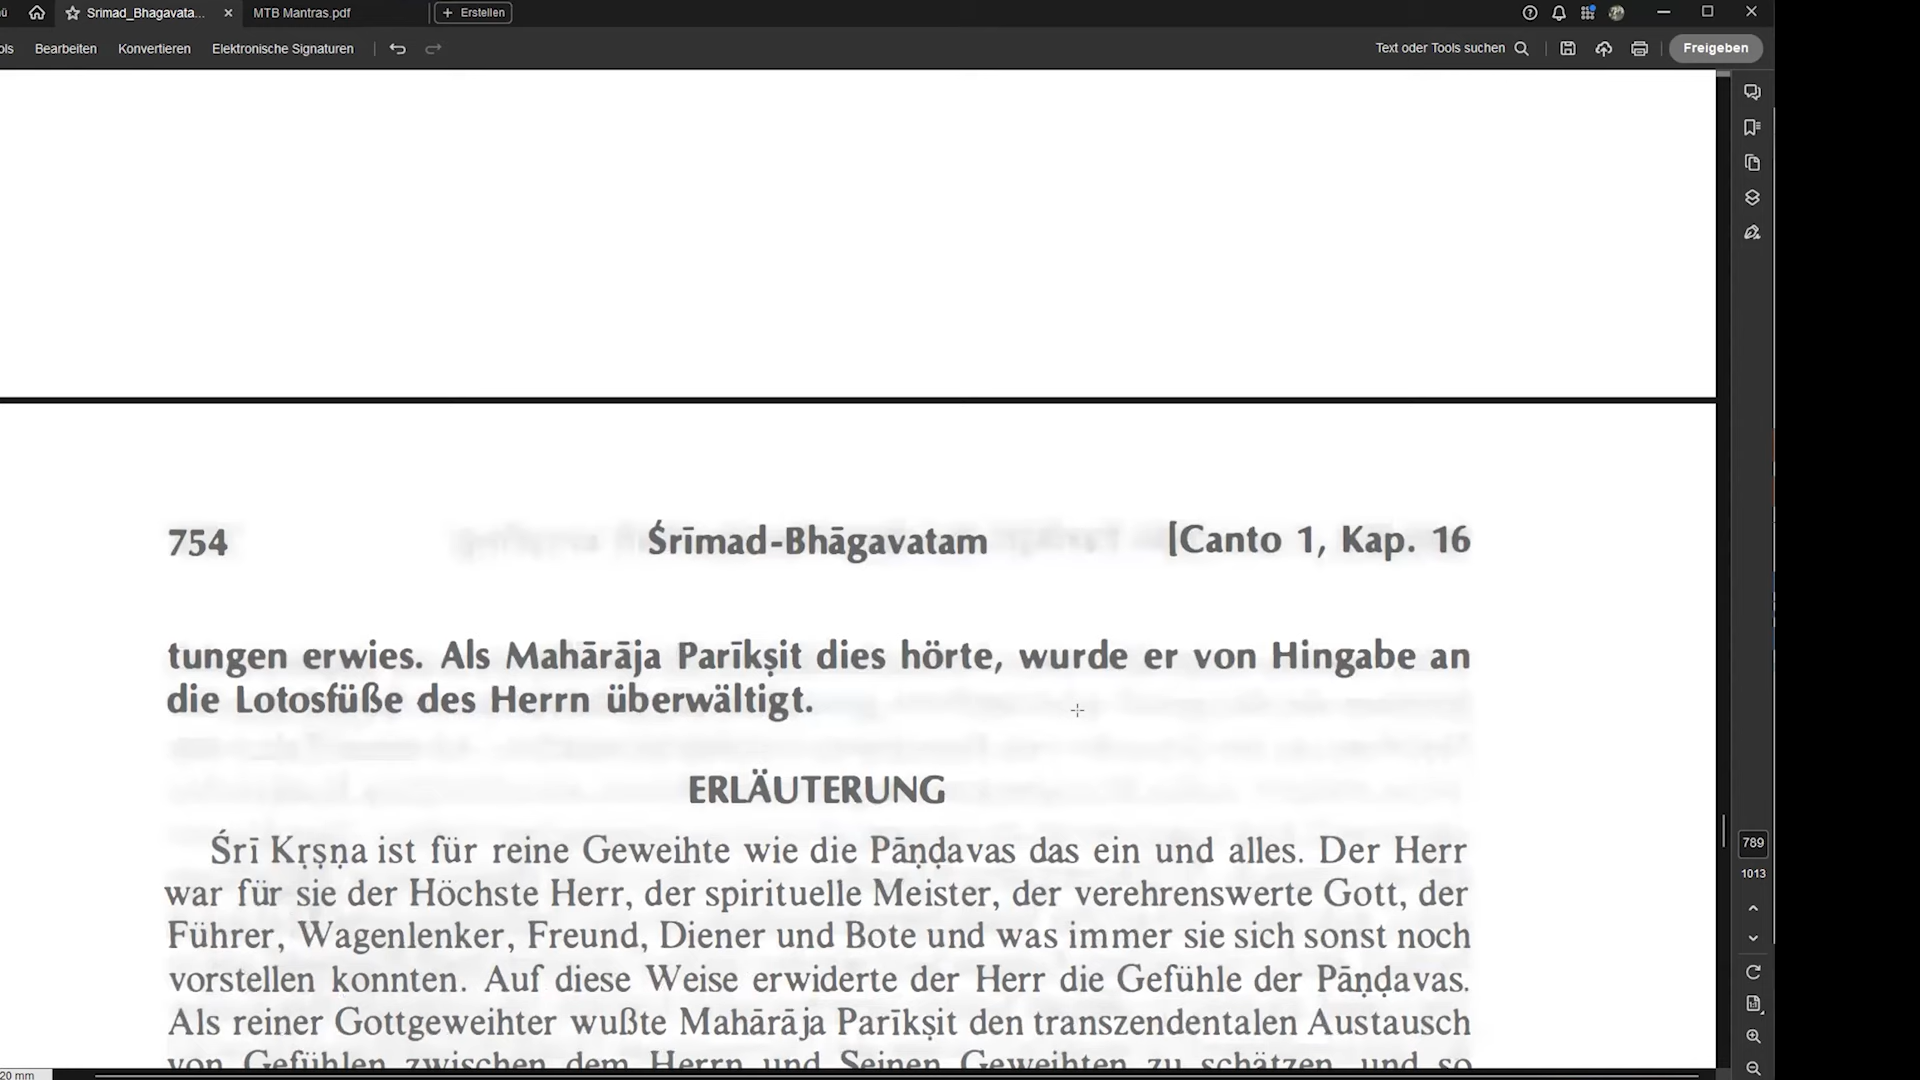 Srimad_Bhagavata...
MTB Mantras.pdf
Erstellen
Bearbeiten
Konvertieren
Elektronische Signaturen
Text oder Tools suchen
Freigeben
754
Śrīmad-Bhāgavatam
[Canto 1, Kap. 16
tungen erwies. Als Mahārāja Parīkṣit dies hörte, wurde er von Hingabe an
die Lotosfüße des Herrn überwältigt.
ERLÄUTERUNG
Śrī Kṛṣṇa ist für reine Geweihte wie die Pāṇḍavas das ein und alles. Der Herr
war für sie der Höchste Herr, der spirituelle Meister, der verehrenswerte Gott, der
Führer, Wagenlenker, Freund, Diener und Bote und was immer sie sich sonst noch
vorstellen konnten. Auf diese Weise erwiderte der Herr die Gefühle der Pāṇḍavas.
Als reiner Gottgeweihter wußte Mahārāja Parīkṣit den transzendentalen Austausch
von Gefühlen zwischen dem Herrn und Seinen Geweihten zu schätzen, und so
789
1013
20 mm